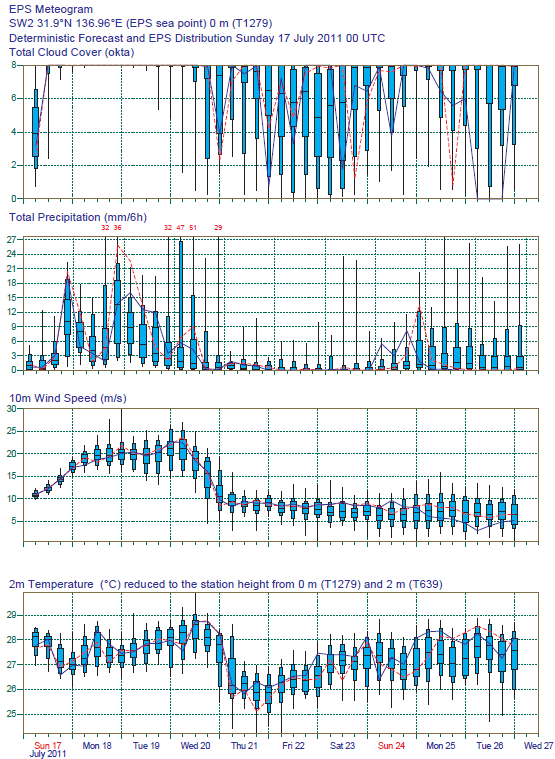 EPS Meteogram
SW2 31.9°N 136.96°E (EPS sea point) 0 m (T1279)
Deterministic Forecast and EPS Distribution Sunday 17 July 2011 00 UTC
Total Cloud Cover (okta)
8
6
4
2
0
Total Precipitation (mm/6h)
32 36 32 47 51 29
27
24
21
18
15
12
9
6
3
0
10m Wind Speed (m/s)
30
25
20
15
10
5
2m Temperature (°C) reduced to the station height from 0 m (T1279) and 2 m (T639)
29
28
27
26
25
Sun 17 Mon 18 Tue 19 Wed 20 Thu 21 Fri 22 Sat 23 Sun 24 Mon 25 Tue 26 Wed 27
July 2011